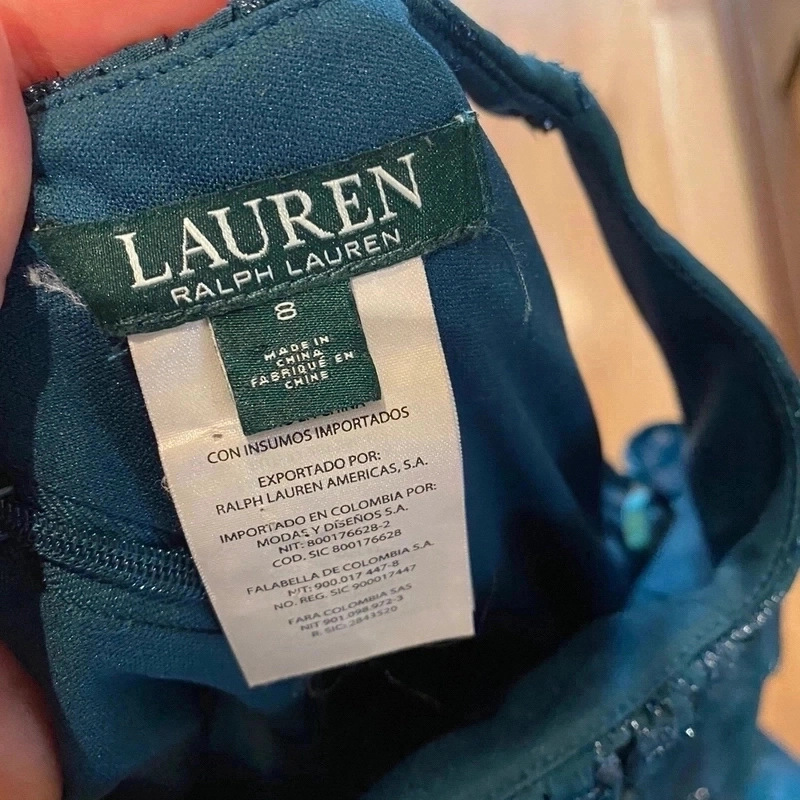 LAUREN
RALPH LAUREN
8
MADE IN
CHINA
FABRIQUÉ EN
CHINE
CON INSUMOS IMPORTADOS
EXPORTADO POR:
RALPH LAUREN AMERICAS, S.A.
IMPORTADO EN COLOMBIA POR:
MODAS Y DISEÑOS S.A.
NIT: 800176628-2
COD. SIC 800176628
FALABELLA DE COLOMBIA S.A.
NIT: 900.017 447-8
NO. REG. SIC 900017447
FARA COLOMBIA SAS
NIT 901.098.972-3
R. SIC: 2843520